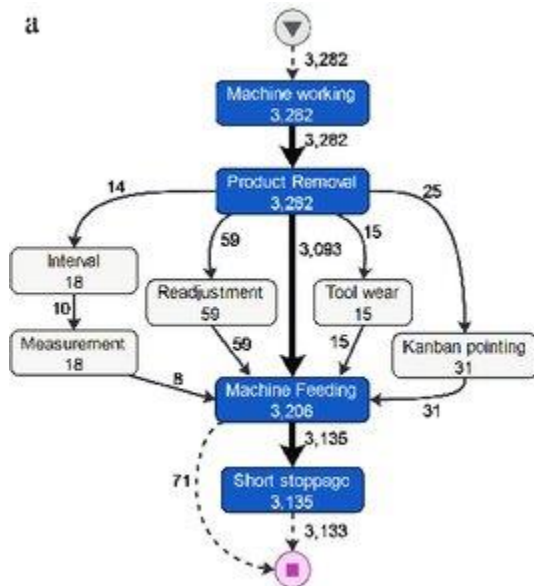 a
3,282
Machine working
3,282
3,282
Product Removal
3,282
14
25
59
15
3,093
Interval
18
Readjustment
59
Tool wear
15
10
Measurement
18
59
15
Kanban pointing
31
8
31
Machine Feeding
3,206
3,135
71
Short stoppage
3,135
3,133